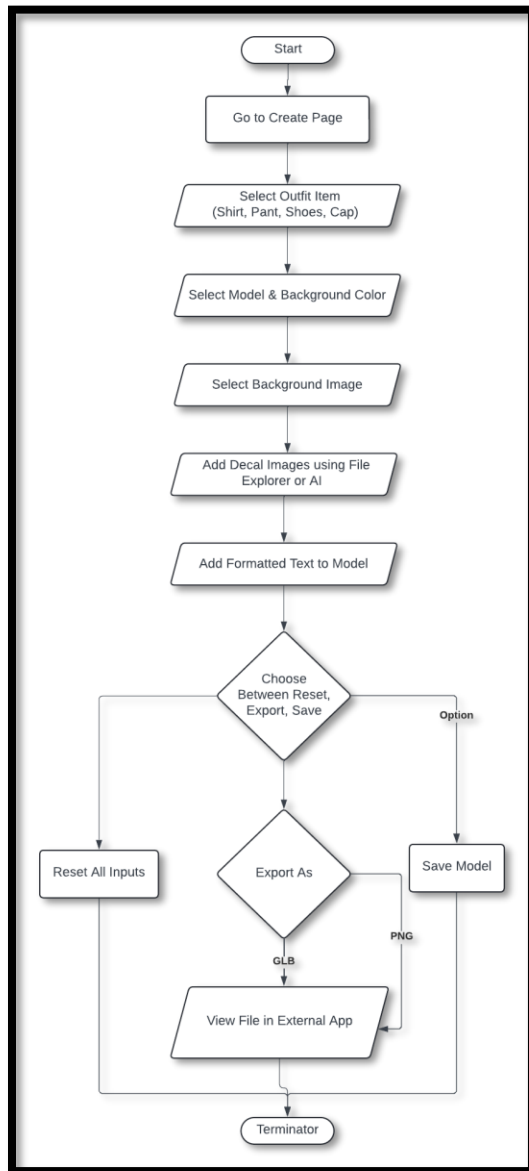 Start
Go to Create Page
Select Outfit Item
(Shirt, Pant, Shoes, Cap)
Select Model & Background Color
Select Background Image
Add Decal Images using File
Explorer or AI
Add Formatted Text to Model
Choose
Between Reset,
Export, Save
Option
Reset All Inputs
Export As
Save Model
PNG
GLB
View File in External App
Terminator